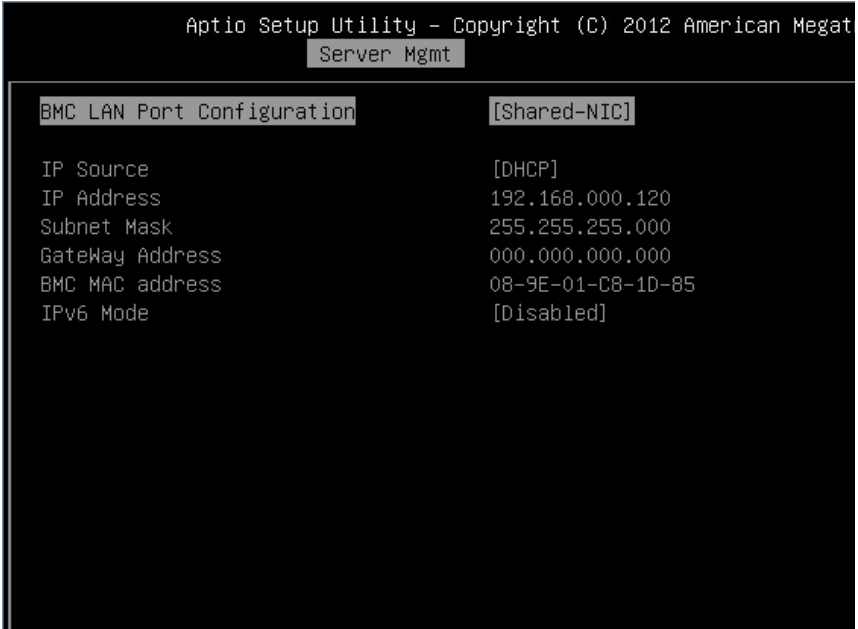 Aptio Setup Utility – Copyright (C) 2012 American
Server Mgmt
BMC LAN Port Configuration [Shared-NIC]
IP Source [DHCP]
IP Address 192.168.000.120
Subnet Mask 255.255.255.000
GateWay Address 000.000.000.000
BMC MAC address 08-9E-01-C8-1D-85
IPv6 Mode [Disabled]